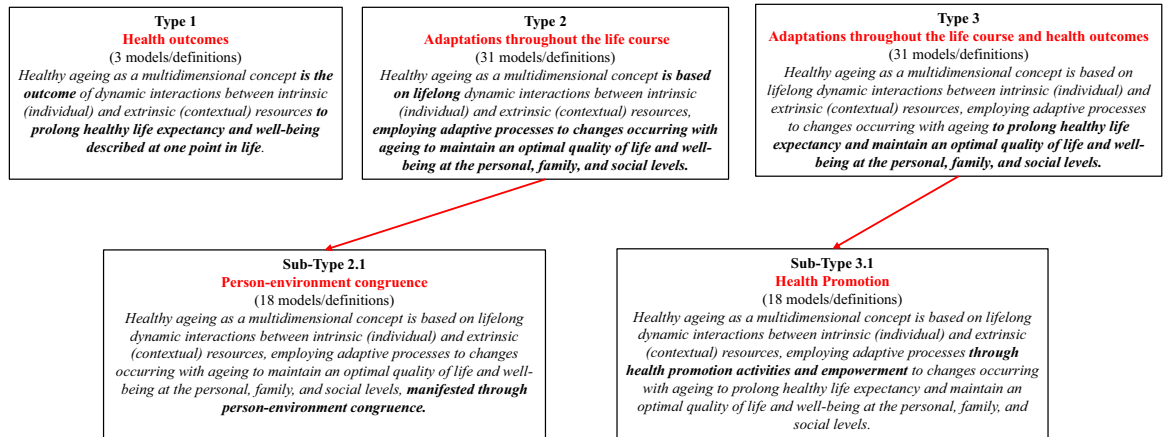 Type 1
Health outcomes
(3 models/definitions)
Healthy ageing as a multidimensional concept is the
outcome of dynamic interactions between intrinsic
(individual) and extrinsic (contextual) resources to
prolong healthy life expectancy and well-being
described at one point in life.
Type 2
Adaptations throughout the life course
(31 models/definitions)
Healthy ageing as a multidimensional concept is based
on lifelong dynamic interactions between intrinsic
(individual) and extrinsic (contextual) resources,
employing adaptive processes to changes occurring with
ageing to maintain an optimal quality of life and well-
being at the personal, family, and social levels.
Type 3
Adaptations throughout the life course and health outcomes
(31 models/definitions)
Healthy ageing as a multidimensional concept is based on
lifelong dynamic interactions between intrinsic (individual) and
extrinsic (contextual) resources, employing adaptive processes
to changes occurring with ageing to prolong healthy life
expectancy and maintain an optimal quality of life and well-
being at the personal, family, and social levels.
Sub-Type 2.1
Person-environment congruence
(18 models/definitions)
Healthy ageing as a multidimensional concept is based on lifelong
dynamic interactions between intrinsic (individual) and extrinsic
(contextual) resources, employing adaptive processes to changes
occurring with ageing to maintain an optimal quality of life and well-
being at the personal, family, and social levels, manifested through
person-environment congruence.
Sub-Type 3.1
Health Promotion
(18 models/definitions)
Healthy ageing as a multidimensional concept is based on lifelong
dynamic interactions between intrinsic (individual) and extrinsic
(contextual) resources, employing adaptive processes through
health promotion activities and empowerment to changes occurring
with ageing to prolong healthy life expectancy and maintain an
optimal quality of life and well-being at the personal, family, and
social levels.